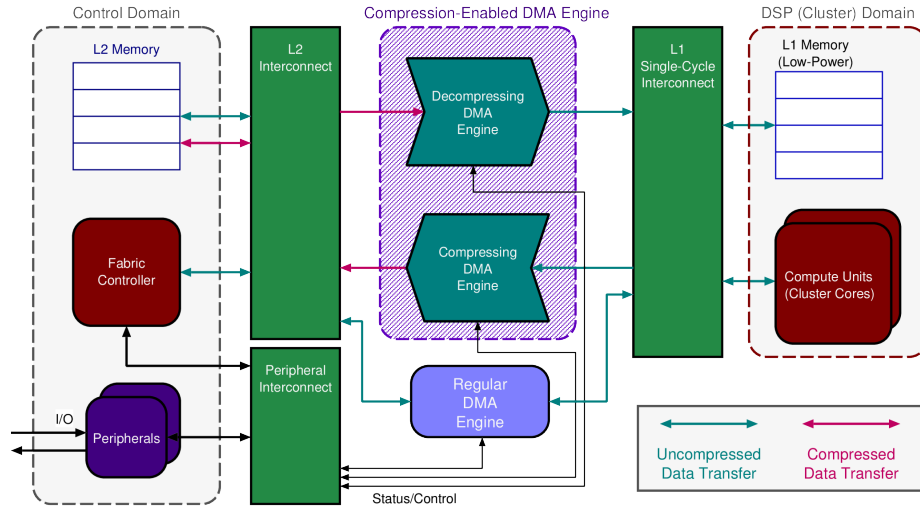 Control Domain
Compression-Enabled DMA Engine
DSP (Cluster) Domain
L2 Memory
L2
Interconnect
L1
Single-Cycle
Interconnect
L1 Memory
(Low-Power)
Decompressing
DMA
Engine
Fabric
Controller
Compressing
DMA
Engine
Compute Units
(Cluster Cores)
Peripheral
Interconnect
Regular
DMA
Engine
I/O
Peripherals
Status/Control
Uncompressed
Data Transfer
Compressed
Data Transfer